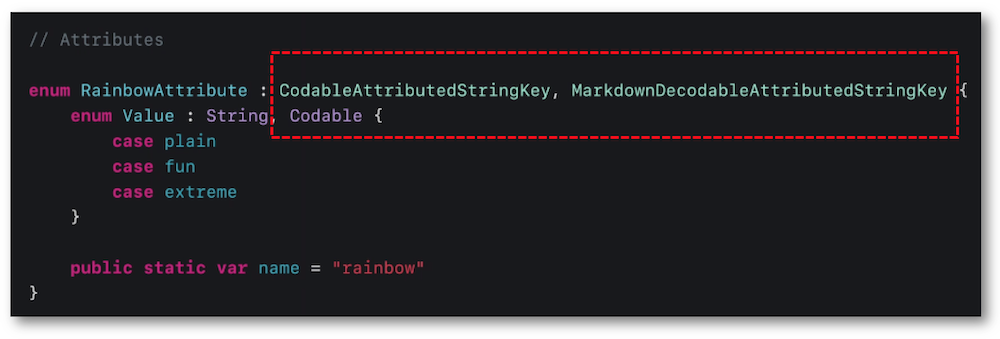 // Attributes
enum RainbowAttribute : CodableAttributedStringKey, MarkdownDecodableAttributedStringKey {
enum Value : String, Codable {
case plain
case fun
case extreme
}
public static var name = "rainbow"
}